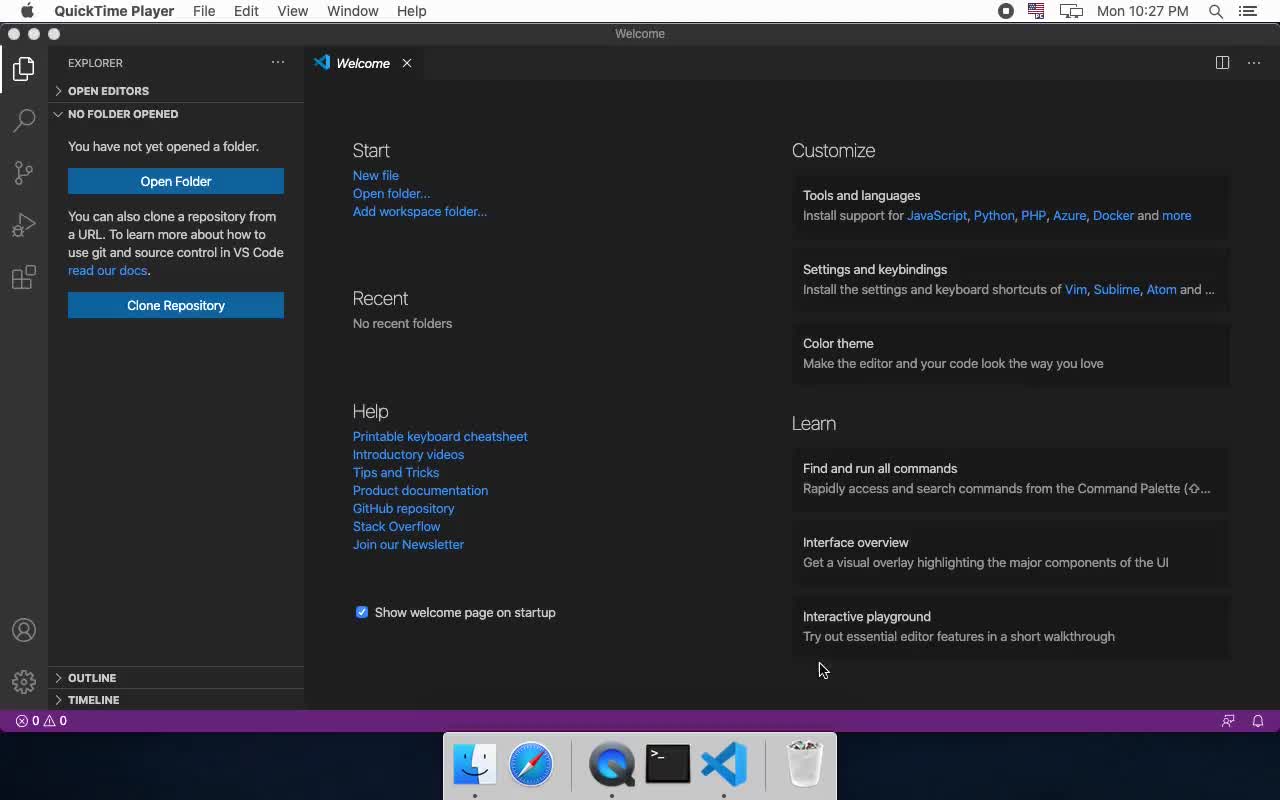 QuickTime Player File Edit View Window Help Mon 10:27 PM
Welcome
EXPLORER
OPEN EDITORS
NO FOLDER OPENED
You have not yet opened a folder.
Open Folder
You can also clone a repository from
a URL. To learn more about how to
use git and source control in VS Code
read our docs.
Clone Repository
OUTLINE
TIMELINE
Welcome
Start
New file
Open folder...
Add workspace folder...
Recent
No recent folders
Help
Printable keyboard cheatsheet
Introductory videos
Tips and Tricks
Product documentation
GitHub repository
Stack Overflow
Join our Newsletter
Show welcome page on startup
Customize
Tools and languages
Install support for JavaScript, Python, PHP, Azure, Docker and more
Settings and keybindings
Install the settings and keyboard shortcuts of Vim, Sublime, Atom and ...
Color theme
Make the editor and your code look the way you love
Learn
Find and run all commands
Rapidly access and search commands from the Command Palette (⇧...
Interface overview
Get a visual overlay highlighting the major components of the UI
Interactive playground
Try out essential editor features in a short walkthrough
0 0
>_